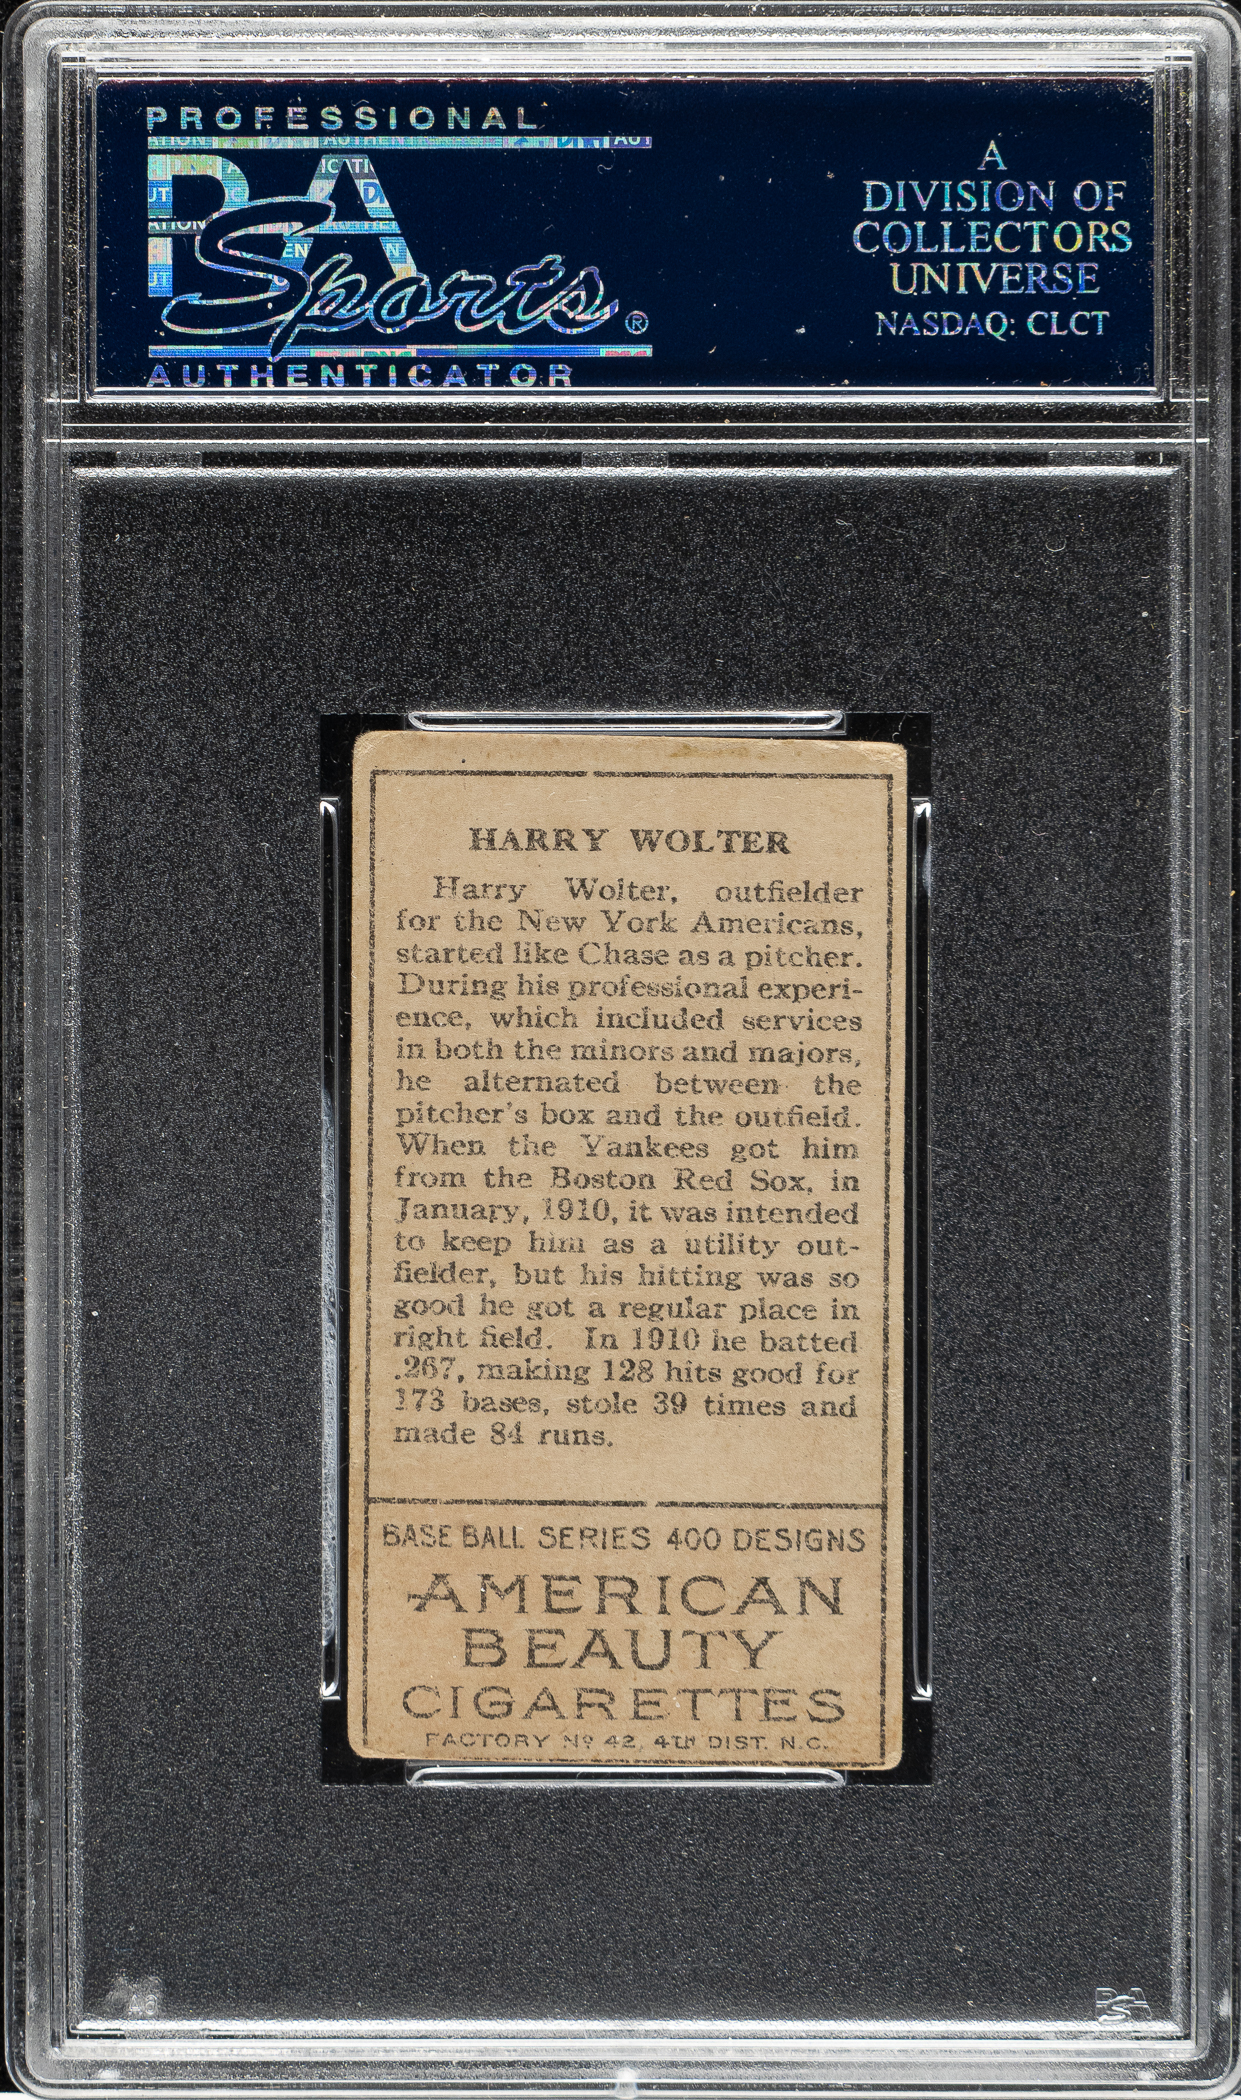 PROFESSIONAL
PSA
Sports®
AUTHENTICATOR
A
DIVISION OF
COLLECTORS
UNIVERSE
NASDAQ: CLCT
HARRY WOLTER
Harry Wolter, outfielder
for the New York Americans,
started like Chase as a pitcher.
During his professional experi-
ence, which included services
in both the minors and majors,
he alternated between the
pitcher's box and the outfield.
When the Yankees got him
from the Boston Red Sox, in
January, 1910, it was intended
to keep him as a utility out-
fielder, but his hitting was so
good he got a regular place in
right field. In 1910 he batted
.267, making 128 hits good for
173 bases, stole 39 times and
made 84 runs.
BASE BALL SERIES 400 DESIGNS
AMERICAN
BEAUTY
CIGARETTES
FACTORY Nº 42, 4TH DIST. N.C.
A6
PSA